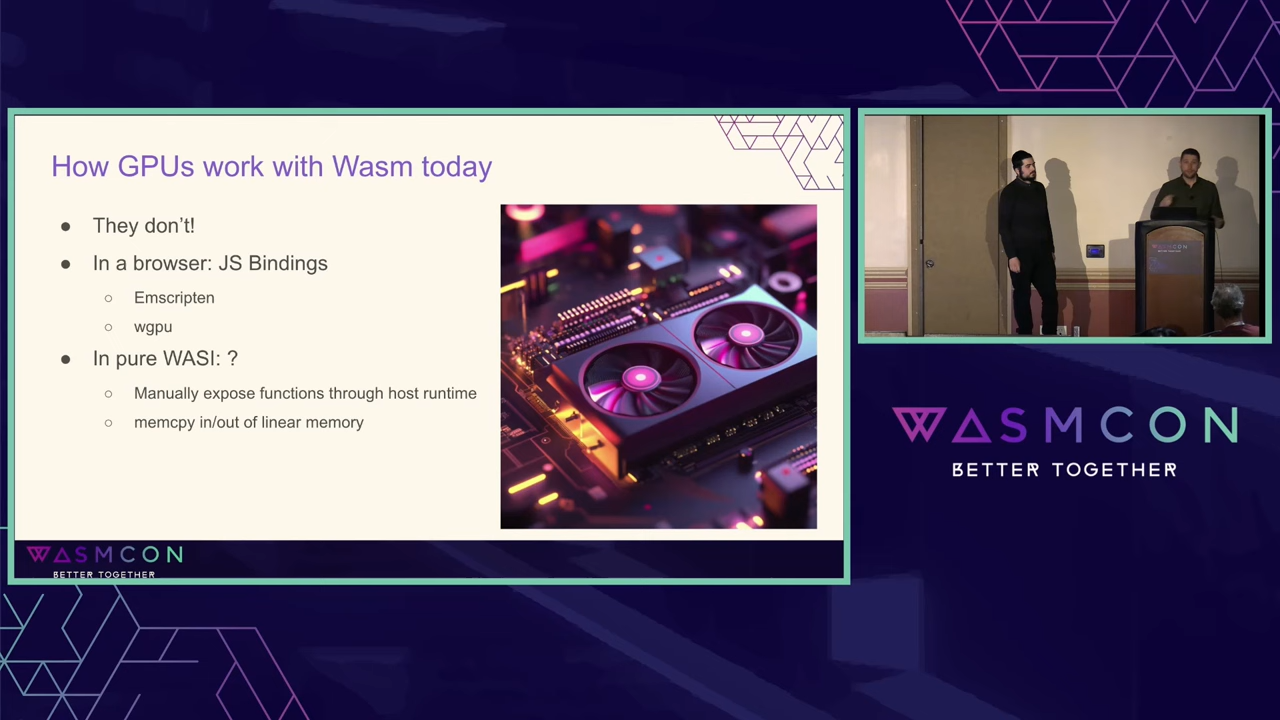 How GPUs work with Wasm today
● They don't!
● In a browser: JS Bindings
○ Emscripten
○ wgpu
● In pure WASI: ?
○ Manually expose functions through host runtime
○ memcpy in/out of linear memory
WASMCON
BETTER TOGETHER
WASMCON
WASMCON
BETTER TOGETHER